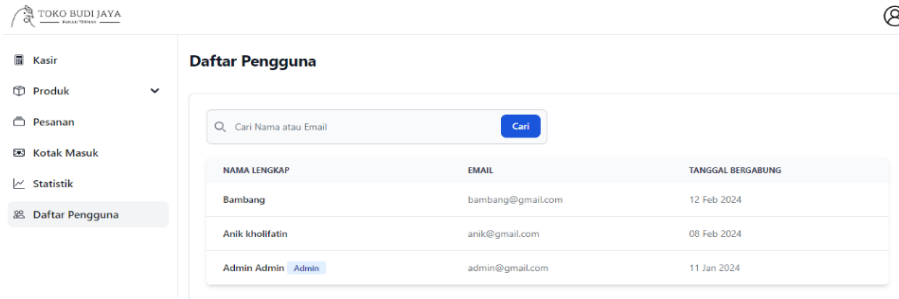 TOKO BUDI JAYA
Kasir
Produk
Pesanan
Kotak Masuk
Statistik
Daftar Pengguna
Daftar Pengguna
Cari Nama atau Email Cari
NAMA LENGKAP EMAIL TANGGAL BERGABUNG
Bambang bambang@gmail.com 12 Feb 2024
Anik kholifatin anik@gmail.com 08 Feb 2024
Admin Admin Admin admin@gmail.com 11 Jan 2024